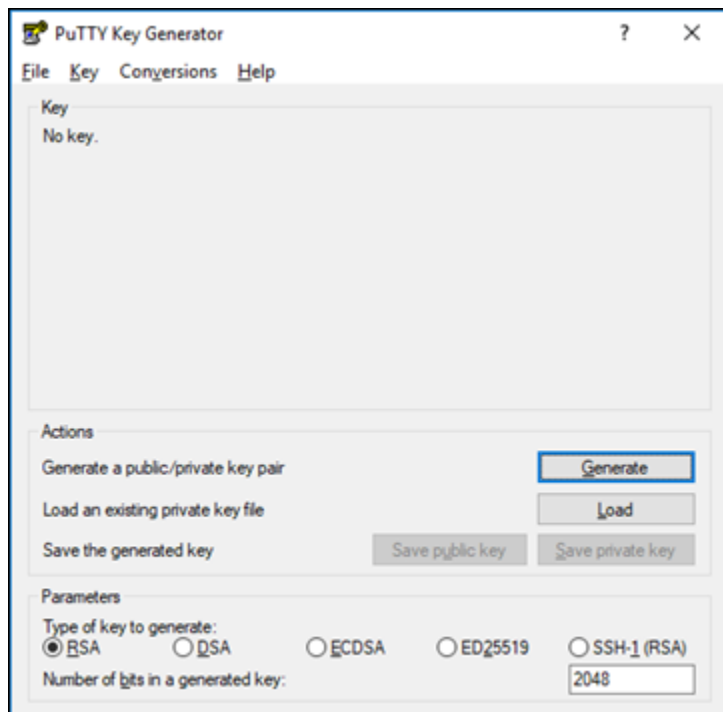 PuTTY Key Generator ?
File Key Conversions Help
Key
No key.
Actions
Generate a public/private key pair Generate
Load an existing private key file Load
Save the generated key Save public key Save private key
Parameters
Type of key to generate:
RSA DSA ECDSA ED25519 SSH-1 (RSA)
Number of bits in a generated key: 2048